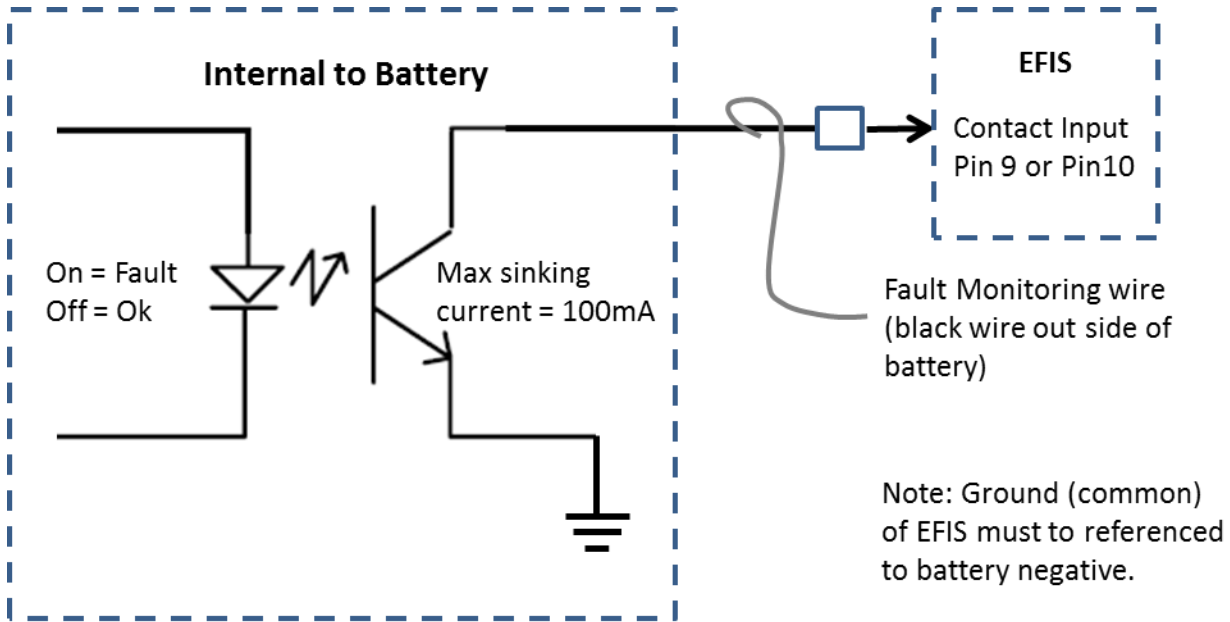 Internal to Battery
On = Fault
Off = Ok
Max sinking
current = 100mA
EFIS
Contact Input
Pin 9 or Pin10
Fault Monitoring wire
(black wire out side of
battery)
Note: Ground (common)
of EFIS must to referenced
to battery negative.